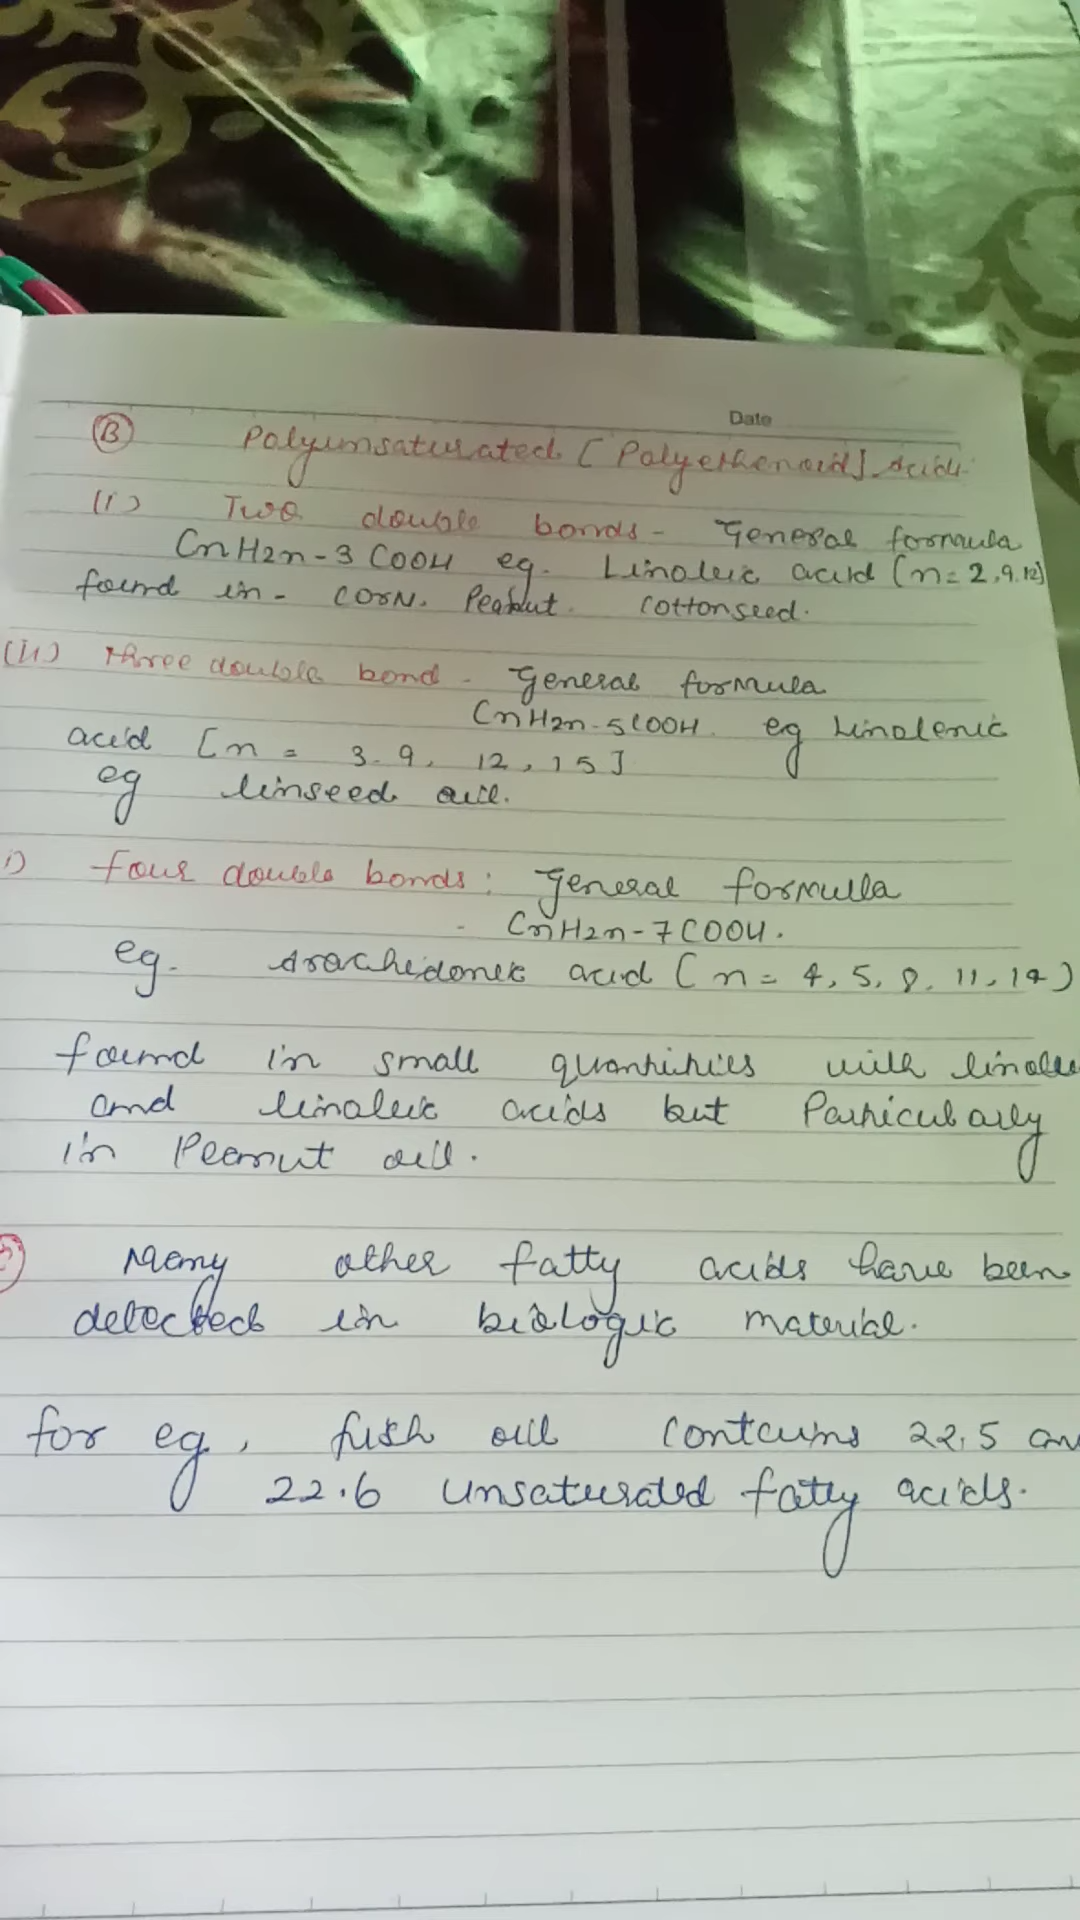 Date
(B) Polyunsaturated [Polyethenoid] Acids
(i) Two double bonds - General formula
CnH2n-3COOH eg. Linoleic acid (n=2,9.12)
found in - corn. Peanut. cottonseed.
(ii) three double bond - General formula
CnH2n-5COOH. eg Linolenic
acid [n = 3.9, 12, 15]
eg linseed oil.
i) four double bonds: General formulla
- CnH2n-7COOH.
eg. Arachidonic acid (n = 4, 5, 8, 11, 14)
found in small quantities with
and linoleic acids but Particularly
in Peanut oil.
Many other fatty acids have been
detected in biologic material.
for eg, fish oil contains 22.5 an
22.6 unsaturated fatty acids.